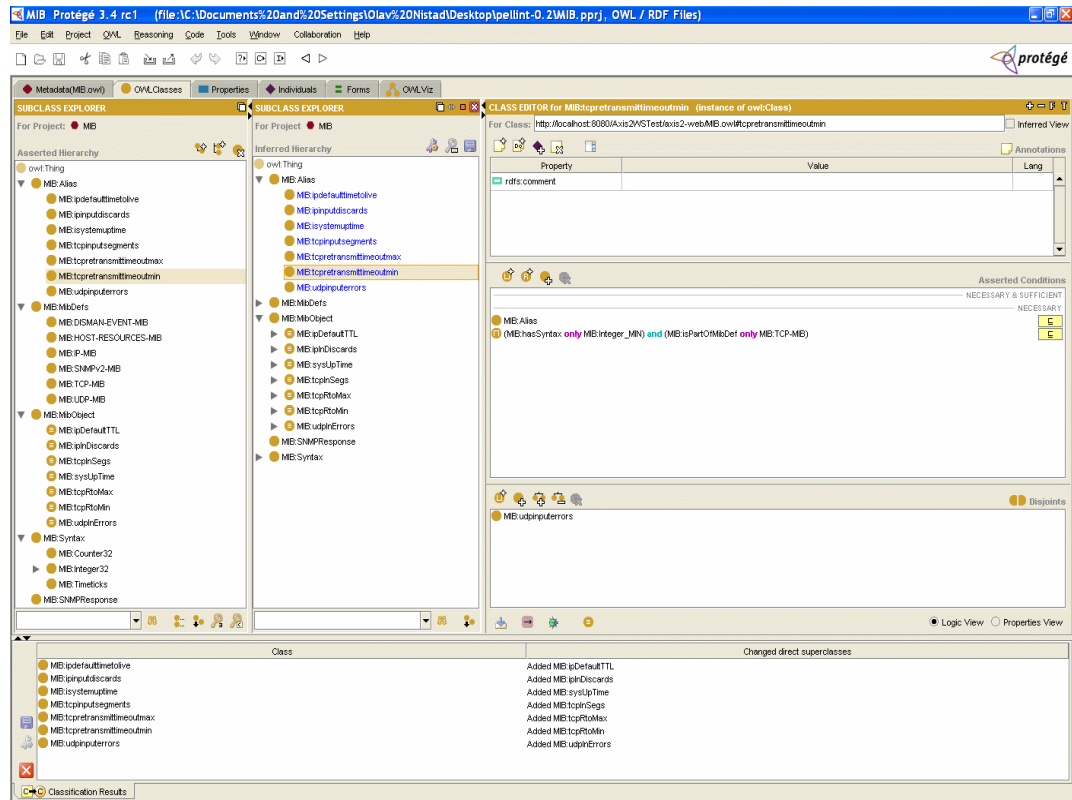 MIB Protégé 3.4 rc1 (file:\C:\Documents%20and%20Settings\Olav%20Nistad\Desktop\pellint-0.2\MIB.pprj, OWL / RDF Files)
File Edit Project OWL Reasoning Code Tools Window Collaboration Help
protégé
Metadata(MIB.owl) OWLClasses Properties Individuals Forms OWLViz
SUBCLASS EXPLORER
For Project: MIB
Asserted Hierarchy
owl:Thing
MIB:Alias
MIB:ipdefaulttimetolive
MIB:ipinputdiscards
MIB:isystemuptime
MIB:tcpinputsegments
MIB:tcpretransmittimeoutmax
MIB:tcpretransmittimeoutmin
MIB:udpinputerrors
MIB:MibDefs
MIB:DISMAN-EVENT-MIB
MIB:HOST-RESOURCES-MIB
MIB:IP-MIB
MIB:SNMPv2-MIB
MIB:TCP-MIB
MIB:UDP-MIB
MIB:MibObject
MIB:ipDefaultTTL
MIB:ipInDiscards
MIB:tcpInSegs
MIB:sysUpTime
MIB:tcpRtoMax
MIB:tcpRtoMin
MIB:udpInErrors
MIB:Syntax
MIB:Counter32
MIB:Integer32
MIB:Timeticks
MIB:SNMPResponse
SUBCLASS EXPLORER
For Project: MIB
Inferred Hierarchy
owl:Thing
MIB:Alias
MIB:ipdefaulttimetolive
MIB:ipinputdiscards
MIB:isystemuptime
MIB:tcpinputsegments
MIB:tcpretransmittimeoutmax
MIB:tcpretransmittimeoutmin
MIB:udpinputerrors
MIB:MibDefs
MIB:MibObject
MIB:ipDefaultTTL
MIB:ipInDiscards
MIB:sysUpTime
MIB:tcpInSegs
MIB:tcpRtoMax
MIB:tcpRtoMin
MIB:udpInErrors
MIB:SNMPResponse
MIB:Syntax
CLASS EDITOR for MIB:tcpretransmittimeoutmin (instance of owl:Class)
For Class: http://localhost:8080/Axis2WSTest/axis2-web/MIB.owl#tcpretransmittimeoutmin Inferred View
Annotations
Property Value Lang
rdfs:comment
Asserted Conditions
NECESSARY & SUFFICIENT
NECESSARY
MIB:Alias
(MIB:hasSyntax only MIB:Integer_MIN) and (MIB:isPartOfMibDef only MIB:TCP-MIB)
Disjoints
MIB:udpinputerrors
Logic View Properties View
Class Changed direct superclasses
MIB:ipdefaulttimetolive Added MIB:ipDefaultTTL
MIB:ipinputdiscards Added MIB:ipInDiscards
MIB:isystemuptime Added MIB:sysUpTime
MIB:tcpinputsegments Added MIB:tcpInSegs
MIB:tcpretransmittimeoutmax Added MIB:tcpRtoMax
MIB:tcpretransmittimeoutmin Added MIB:tcpRtoMin
MIB:udpinputerrors Added MIB:udpInErrors
Classification Results